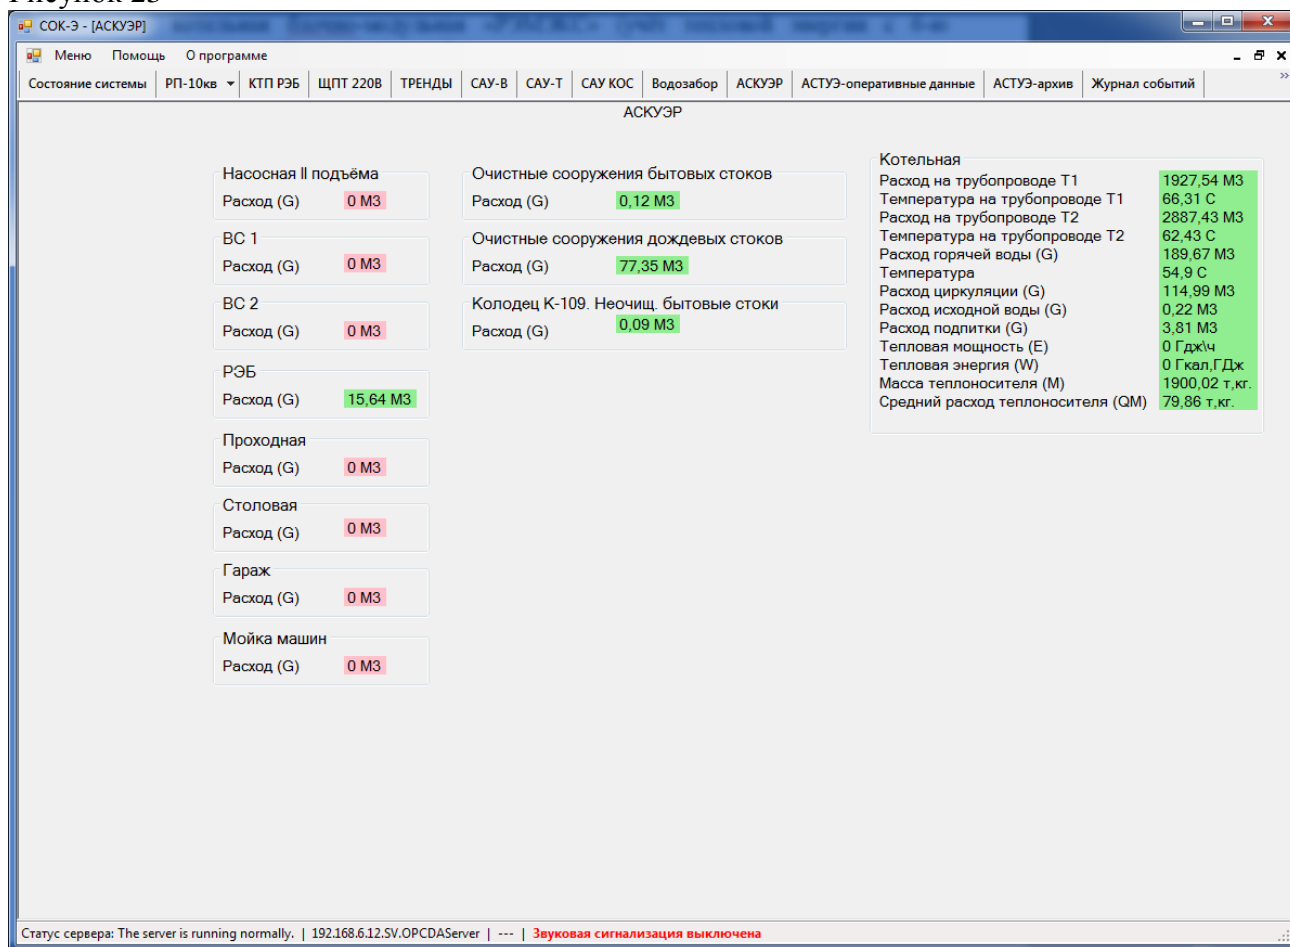 Рисунок 23
СОК-Э - [АСКУЭР]
Меню Помощь О программе
Состояние системы РП-10кв КТП РЭБ ЩПТ 220В ТРЕНДЫ САУ-В САУ-Т САУ КОС Водозабор АСКУЭР АСТУЭ-оперативные данные АСТУЭ-архив Журнал событий
АСКУЭР
Насосная II подъёма
Расход (G) 0 М3
ВС 1
Расход (G) 0 М3
ВС 2
Расход (G) 0 М3
РЭБ
Расход (G) 15,64 М3
Проходная
Расход (G) 0 М3
Столовая
Расход (G) 0 М3
Гараж
Расход (G) 0 М3
Мойка машин
Расход (G) 0 М3
Очистные сооружения бытовых стоков
Расход (G) 0,12 М3
Очистные сооружения дождевых стоков
Расход (G) 77,35 М3
Колодец К-109. Неочищ. бытовые стоки
Расход (G) 0,09 М3
Котельная
Расход на трубопроводе Т1 1927,54 М3
Температура на трубопроводе Т1 66,31 С
Расход на трубопроводе Т2 2887,43 М3
Температура на трубопроводе Т2 62,43 С
Расход горячей воды (G) 189,67 М3
Температура 54,9 С
Расход циркуляции (G) 114,99 М3
Расход исходной воды (G) 0,22 М3
Расход подпитки (G) 3,81 М3
Тепловая мощность (Е) 0 Гдж\ч
Тепловая энергия (W) 0 Гкал,ГДж
Масса теплоносителя (М) 1900,02 т,кг.
Средний расход теплоносителя (QM) 79,86 т,кг.
Статус сервера: The server is running normally. | 192.168.6.12.SV.OPCDAServer | --- | Звуковая сигнализация выключена